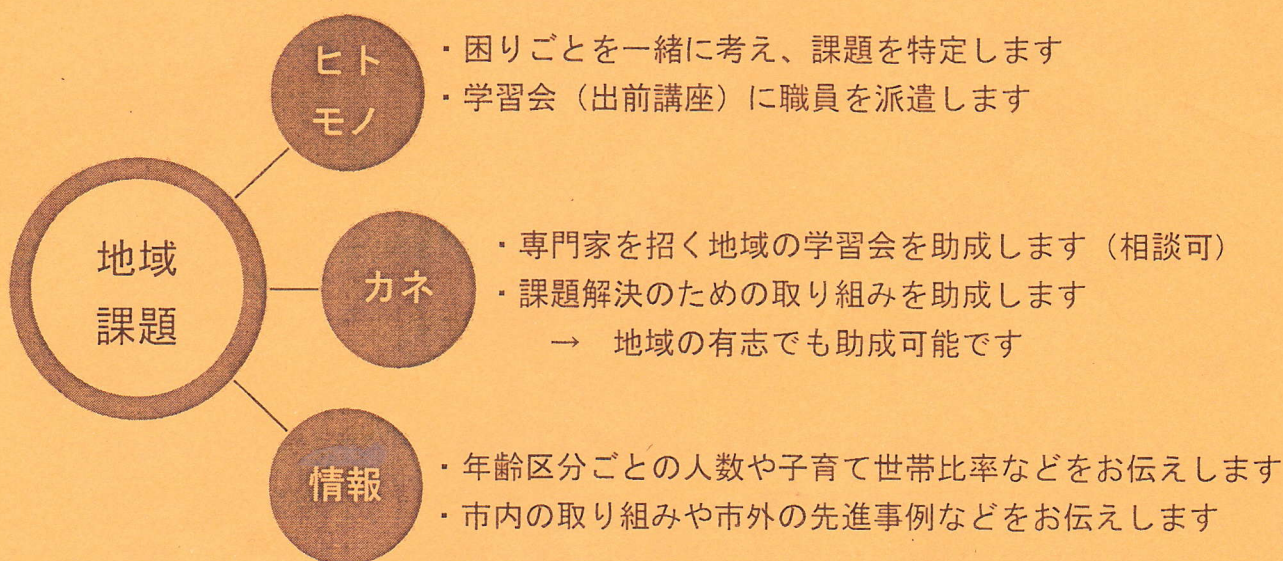 ヒト
モノ
・困りごとを一緒に考え、課題を特定します
・学習会（出前講座）に職員を派遣します
地域
課題
カネ
・専門家を招く地域の学習会を助成します（相談可）
・課題解決のための取り組みを助成します
→　地域の有志でも助成可能です
情報
・年齢区分ごとの人数や子育て世帯比率などをお伝えします
・市内の取り組みや市外の先進事例などをお伝えします